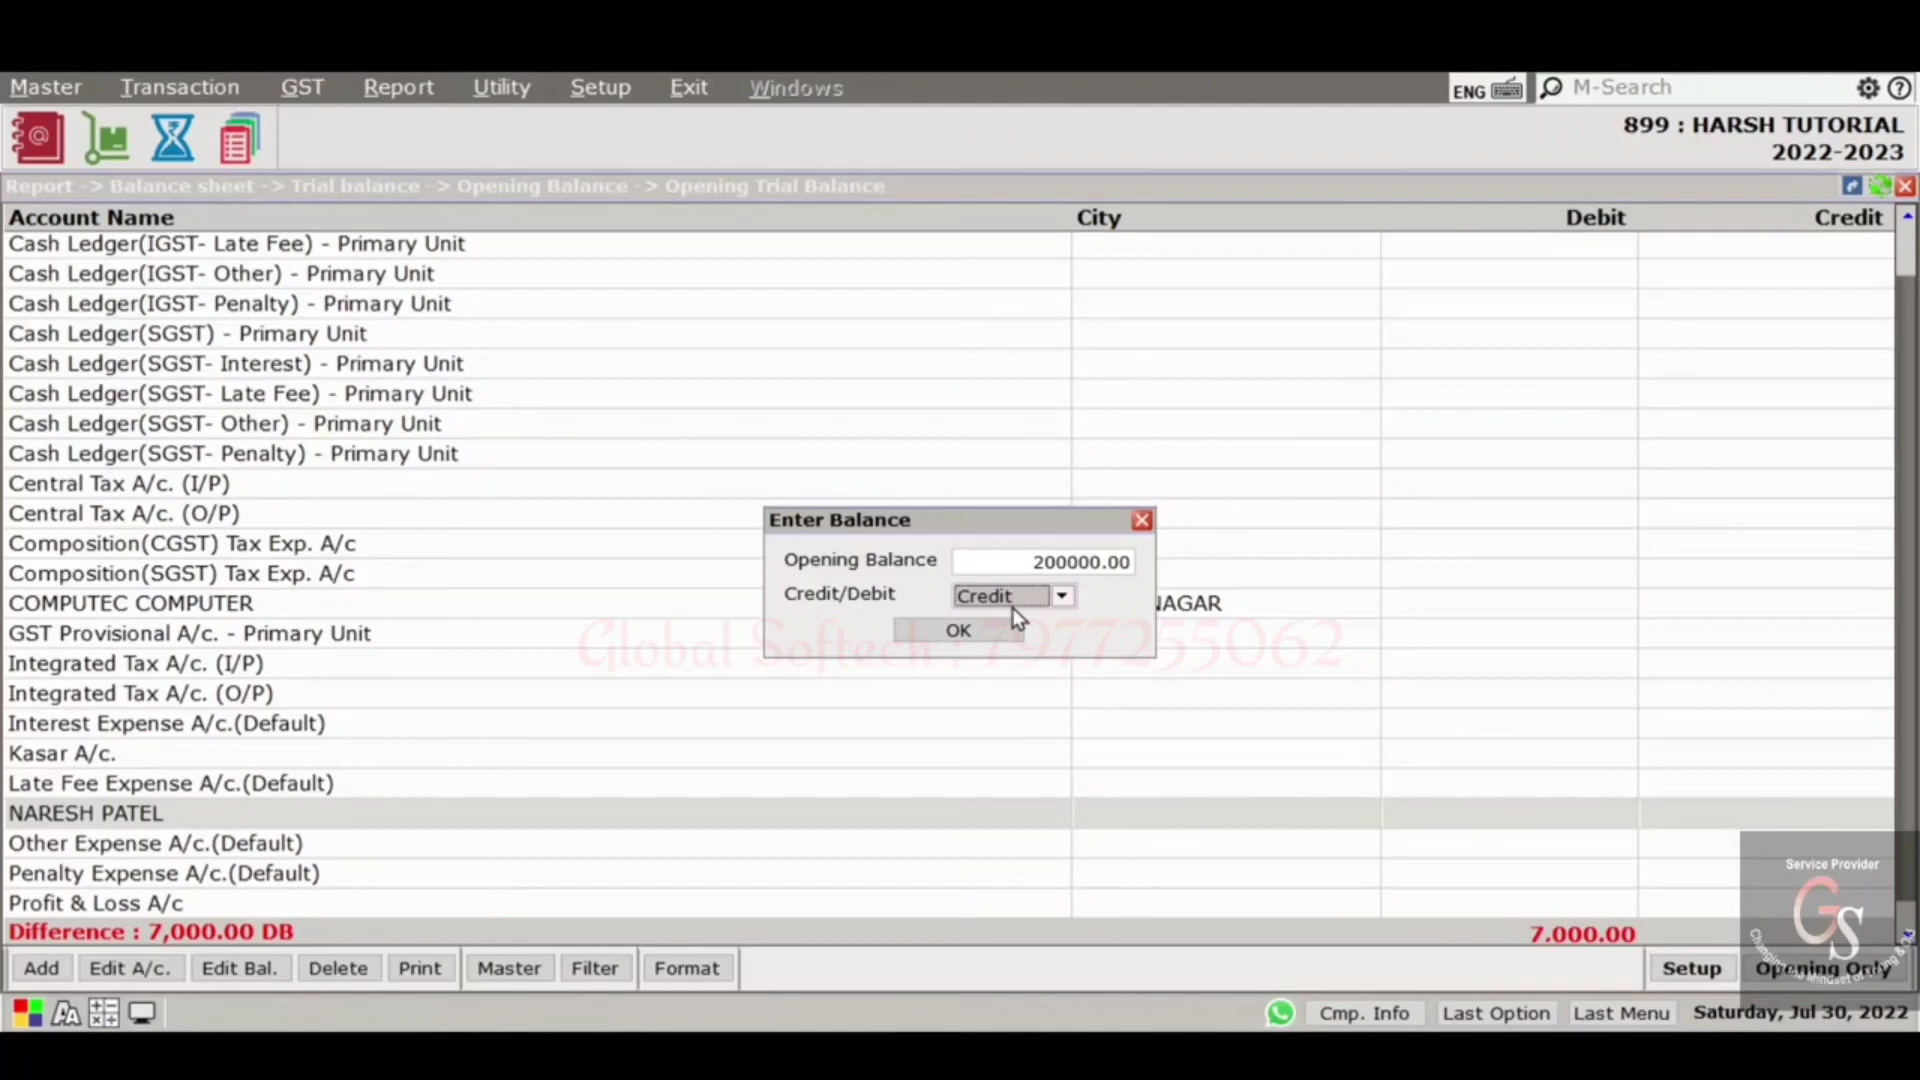 Master Transaction GST Report Utility Setup Exit Windows ENG M-Search
899 : HARSH TUTORIAL
2022-2023
Report -> Balance sheet -> Trial balance -> Opening Balance -> Opening Trial Balance
Account Name City Debit Credit
Cash Ledger(IGST- Late Fee) - Primary Unit
Cash Ledger(IGST- Other) - Primary Unit
Cash Ledger(IGST- Penalty) - Primary Unit
Cash Ledger(SGST) - Primary Unit
Cash Ledger(SGST- Interest) - Primary Unit
Cash Ledger(SGST- Late Fee) - Primary Unit
Cash Ledger(SGST- Other) - Primary Unit
Cash Ledger(SGST- Penalty) - Primary Unit
Central Tax A/c. (I/P)
Central Tax A/c. (O/P)
Enter Balance
Composition(CGST) Tax Exp. A/c
Opening Balance 200000.00
Composition(SGST) Tax Exp. A/c
Credit/Debit Credit
COMPUTEC COMPUTER NAGAR
OK
GST Provisional A/c. - Primary Unit
Global Softech : 7977255062
Integrated Tax A/c. (I/P)
Integrated Tax A/c. (O/P)
Interest Expense A/c.(Default)
Kasar A/c.
Late Fee Expense A/c.(Default)
NARESH PATEL
Other Expense A/c.(Default)
Service Provider
Penalty Expense A/c.(Default)
Profit & Loss A/c
GS
Difference : 7,000.00 DB 7,000.00
Add Edit A/c. Edit Bal. Delete Print Master Filter Format Setup Opening Only
Cmp. Info Last Option Last Menu Saturday, Jul 30, 2022